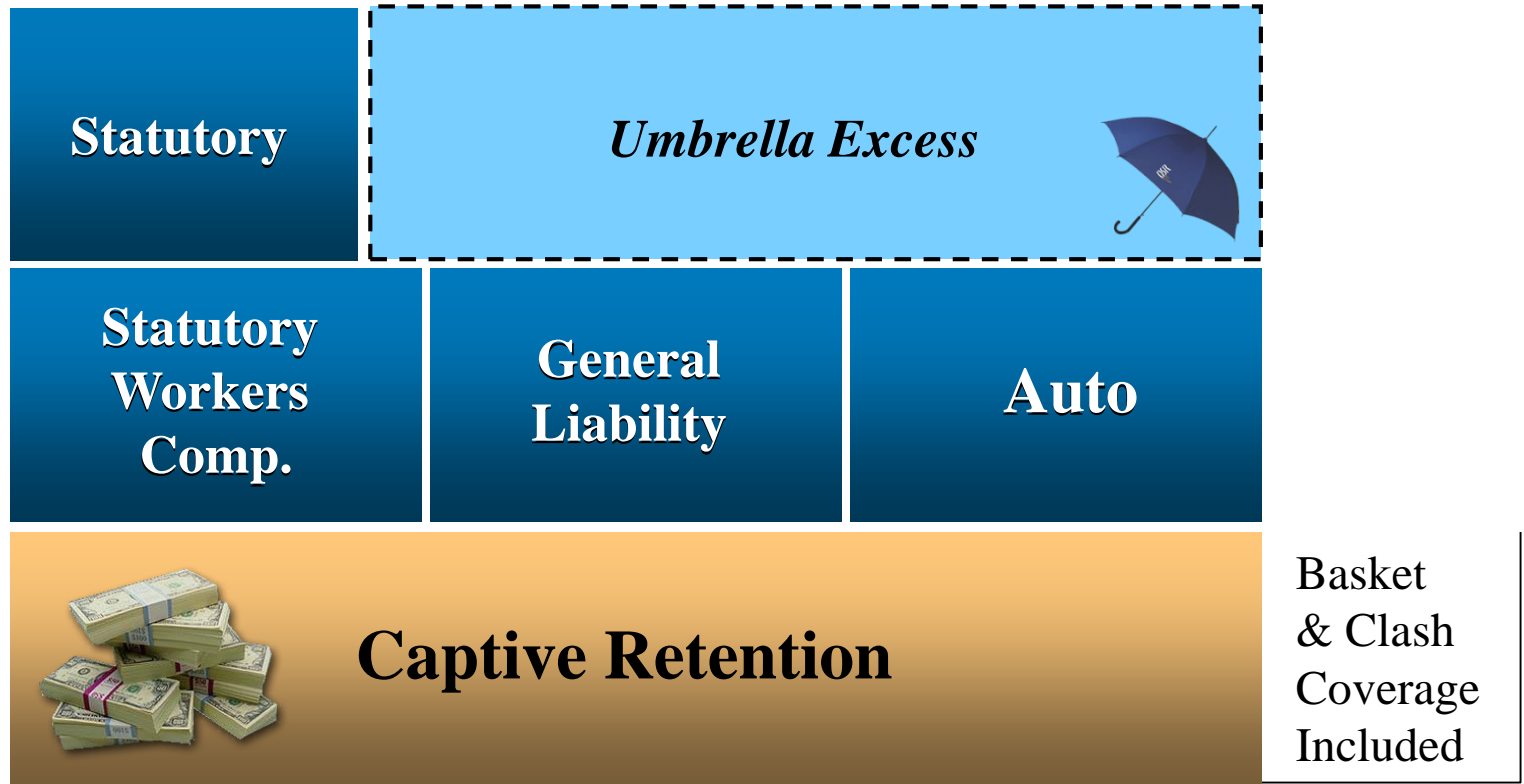 Statutory
Umbrella Excess
Statutory
Workers
Comp.
General
Liability
Auto
Captive Retention
Basket
& Clash
Coverage
Included